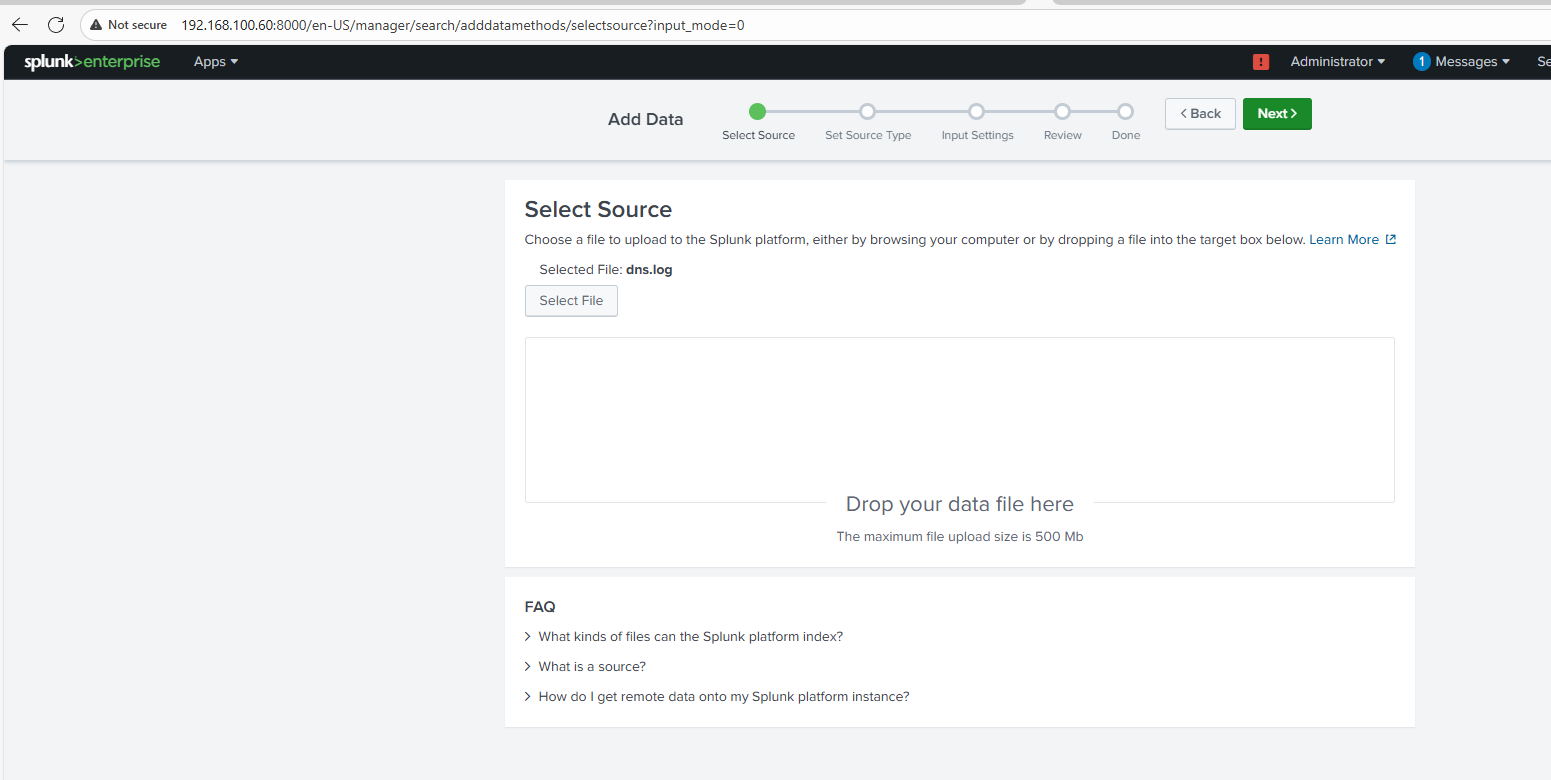 Not secure 192.168.100.60:8000/en-US/manager/search/adddatamethods/selectsource?input_mode=0
splunk>enterprise Apps ! Administrator 1 Messages Se
Add Data Select Source Set Source Type Input Settings Review Done < Back Next >
Select Source
Choose a file to upload to the Splunk platform, either by browsing your computer or by dropping a file into the target box below. Learn More
Selected File: dns.log
Select File
Drop your data file here
The maximum file upload size is 500 Mb
FAQ
> What kinds of files can the Splunk platform index?
> What is a source?
> How do I get remote data onto my Splunk platform instance?